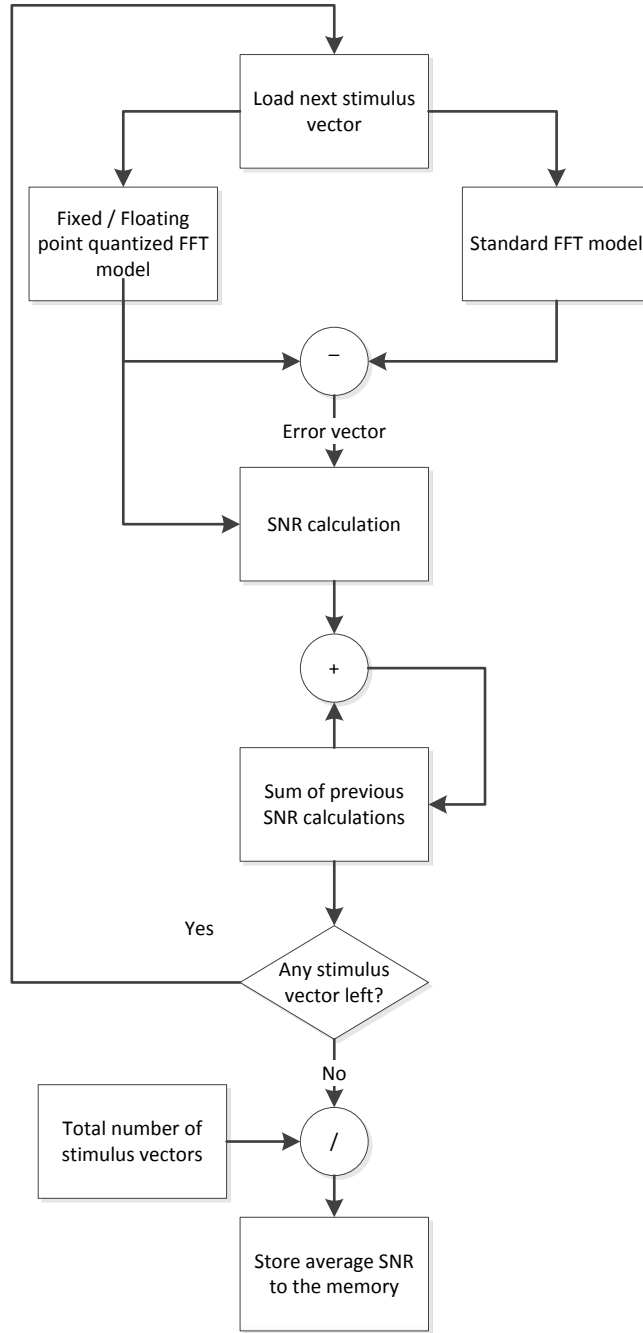 Load next stimulus
vector
Fixed / Floating
point quantized FFT
model
Standard FFT model
–
Error vector
SNR calculation
+
Sum of previous
SNR calculations
Yes
Any stimulus
vector left?
No
Total number of
stimulus vectors
/
Store average SNR
to the memory